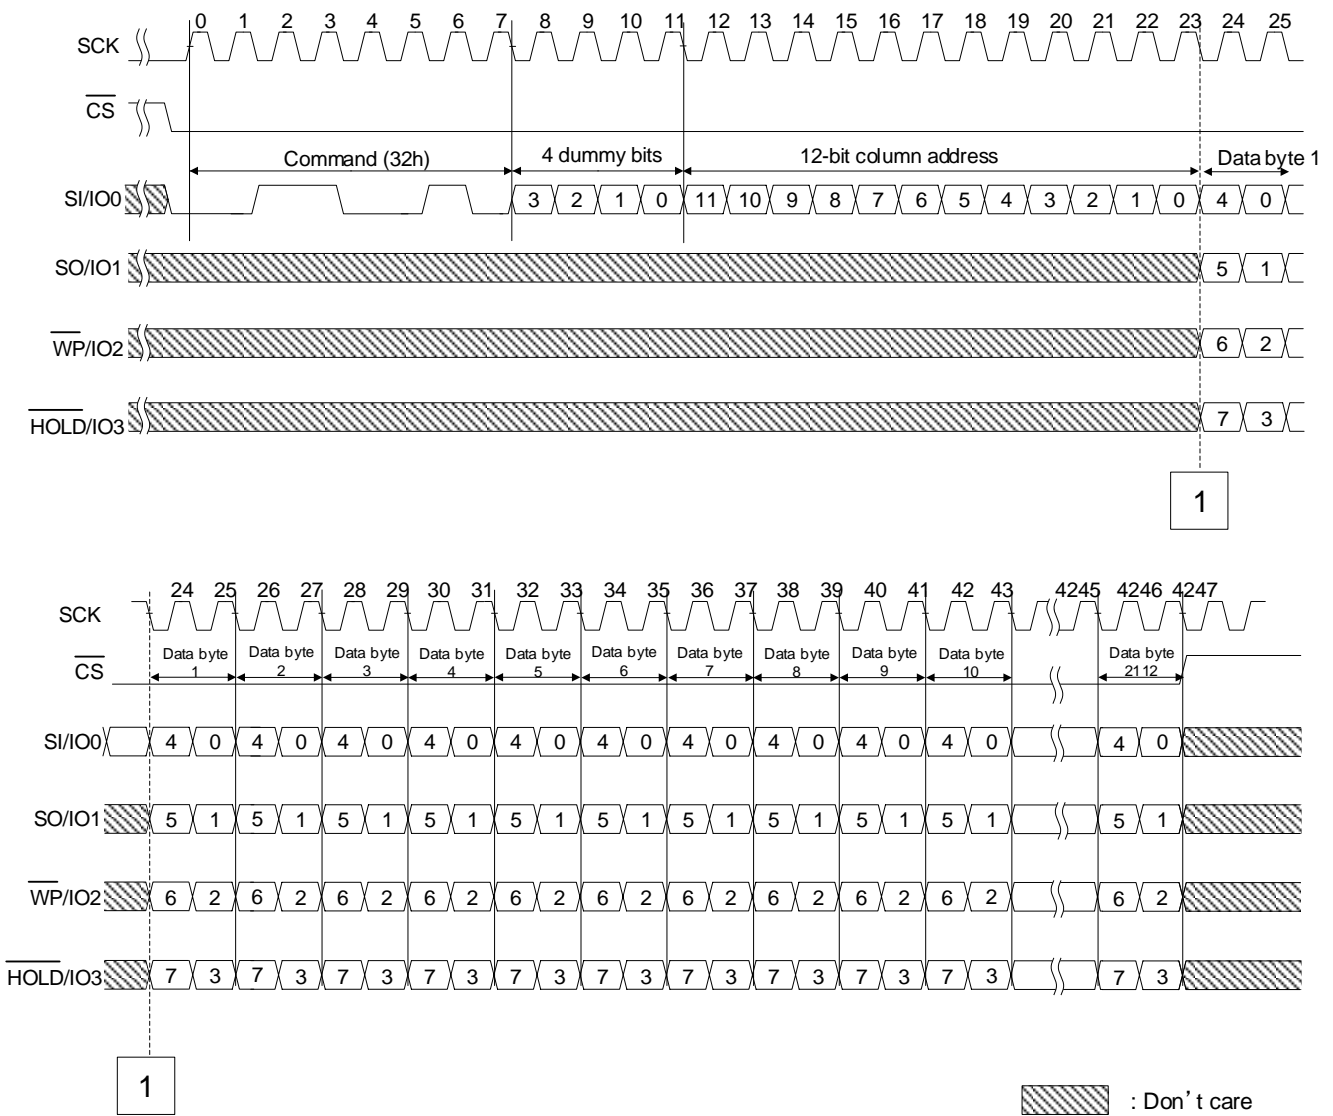 0 1 2 3 4 5 6 7 8 9 10 11 12 13 14 15 16 17 18 19 20 21 22 23 24 25
SCK
CS
Command (32h) 4 dummy bits 12-bit column address Data byte 1
SI/IO0 3 2 1 0 11 10 9 8 7 6 5 4 3 2 1 0 4 0
SO/IO1 5 1
WP/IO2 6 2
HOLD/IO3 7 3
1
24 25 26 27 28 29 30 31 32 33 34 35 36 37 38 39 40 41 42 43 4245 4246 4247
SCK
Data byte Data byte Data byte Data byte Data byte Data byte Data byte Data byte Data byte Data byte Data byte
CS 1 2 3 4 5 6 7 8 9 10 2112
SI/IO0 4 0 4 0 4 0 4 0 4 0 4 0 4 0 4 0 4 0 4 0 4 0
SO/IO1 5 1 5 1 5 1 5 1 5 1 5 1 5 1 5 1 5 1 5 1 5 1
WP/IO2 6 2 6 2 6 2 6 2 6 2 6 2 6 2 6 2 6 2 6 2 6 2
HOLD/IO3 7 3 7 3 7 3 7 3 7 3 7 3 7 3 7 3 7 3 7 3 7 3
1
: Don’t care